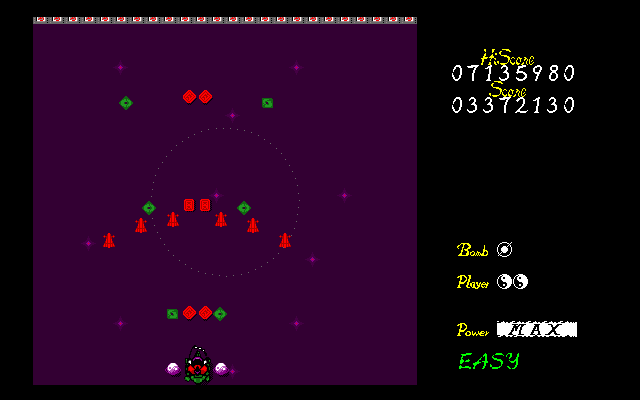 HiScore
07135980
Score
03372130
Bomb
Player
Power MAX
EASY